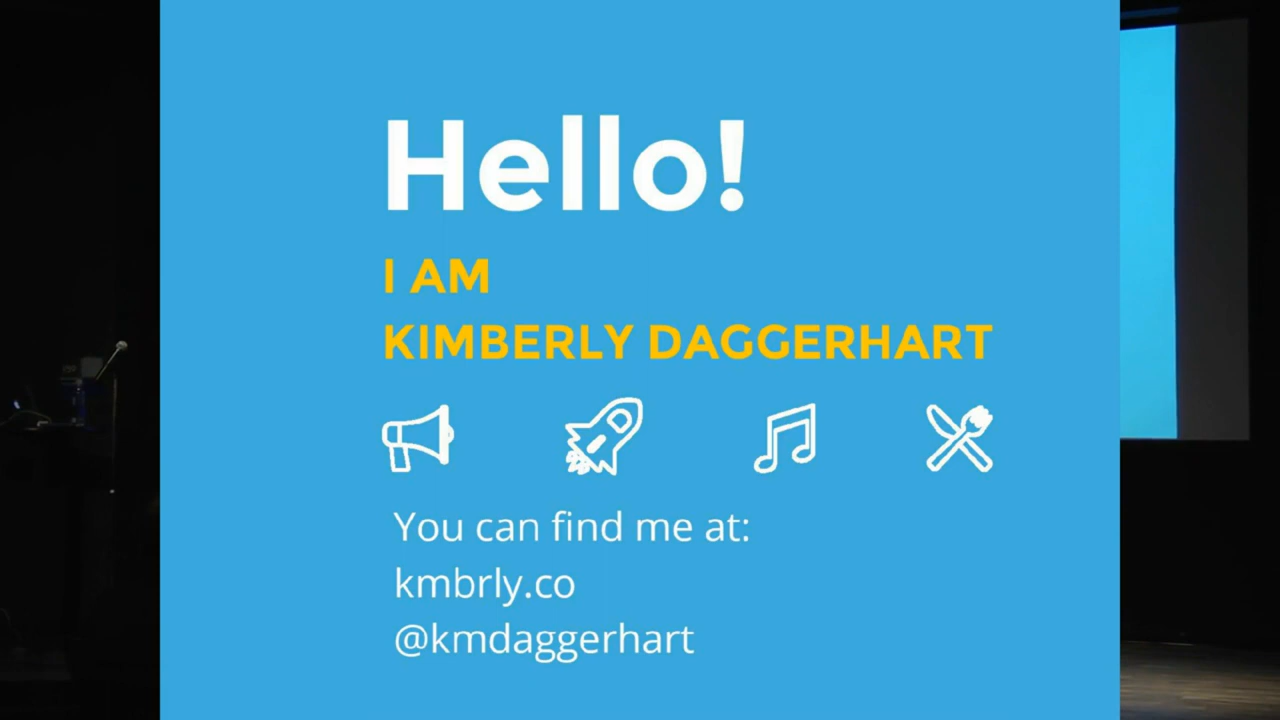 Hello!
I AM
KIMBERLY DAGGERHART
You can find me at:
kmbrly.co
@kmdaggerhart